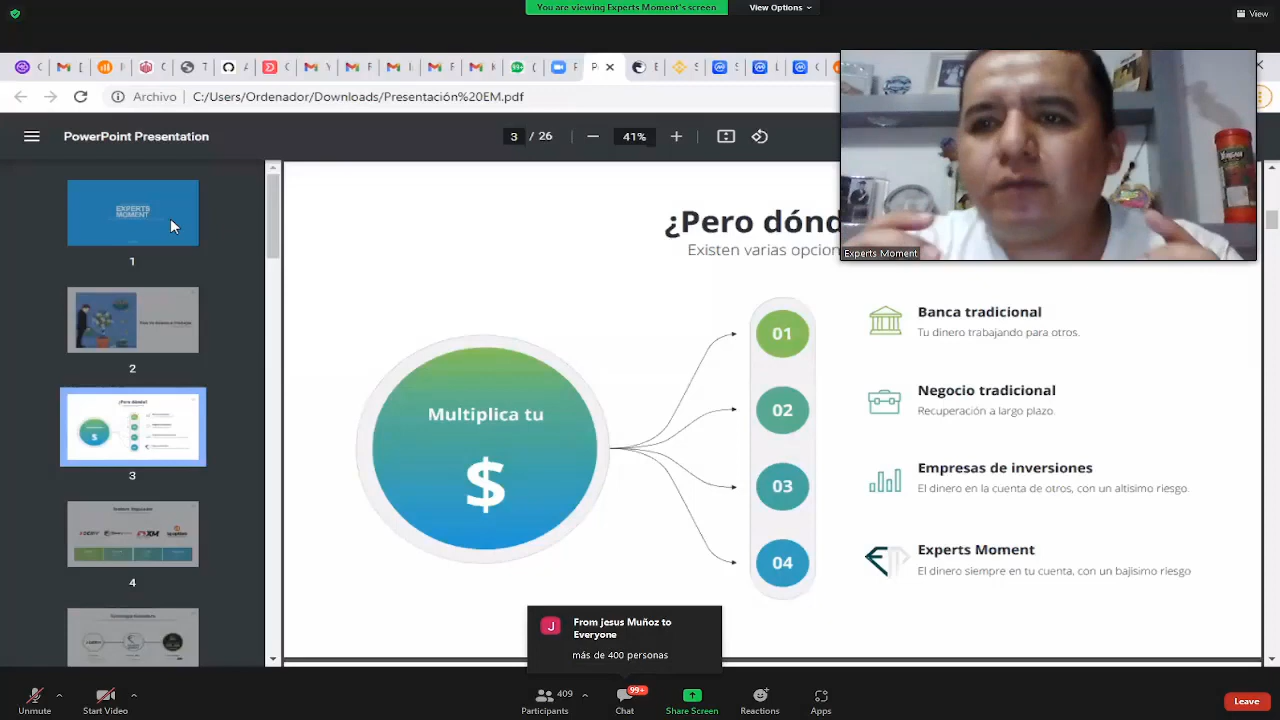 You are viewing Experts Moment's screen
View Options
View
Archivo
C:/Users/Ordenador/Downloads/Presentación%20EM.pdf
PowerPoint Presentation
3 / 26
41%
EXPERTS
MOMENT
1
2
3
4
¿Pero dónd
Existen varias opcion
Experts Moment
Multiplica tu
$
01
Banca tradicional
Tu dinero trabajando para otros.
02
Negocio tradicional
Recuperación a largo plazo.
03
Empresas de inversiones
El dinero en la cuenta de otros, con un altisimo riesgo.
04
Experts Moment
El dinero siempre en tu cuenta, con un bajisimo riesgo
J
From Jesus Muñoz to
Everyone
más de 400 personas
Unmute
Start Video
409
Participants
99+
Chat
Share Screen
Reactions
Apps
Leave